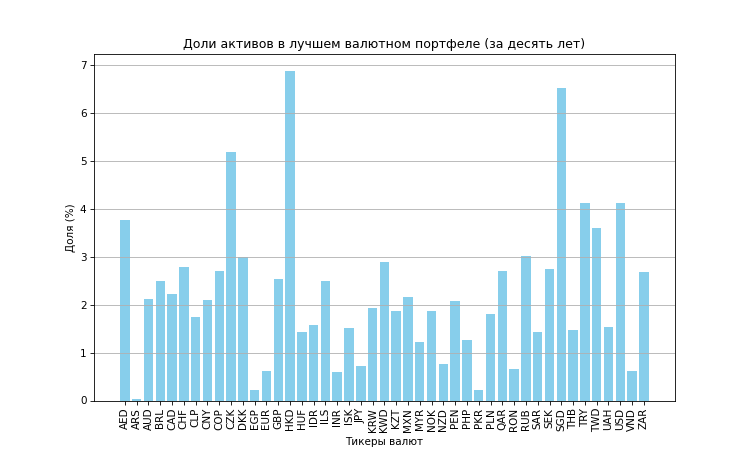 Доли активов в лучшем валютном портфеле (за десять лет)
7
6
5
4
3
2
1
0
Доля (%)
AED ARS AUD BRL CAD CHF CLP CNY COP CZK DKK EGP EUR GBP HKD HUF IDR ILS INR ISK JPY KRW KWD KZT MXN MYR NOK NZD PEN PHP PKR PLN QAR RON RUB SAR SEK SGD THB TRY TWD UAH USD VND ZAR
Тикеры валют